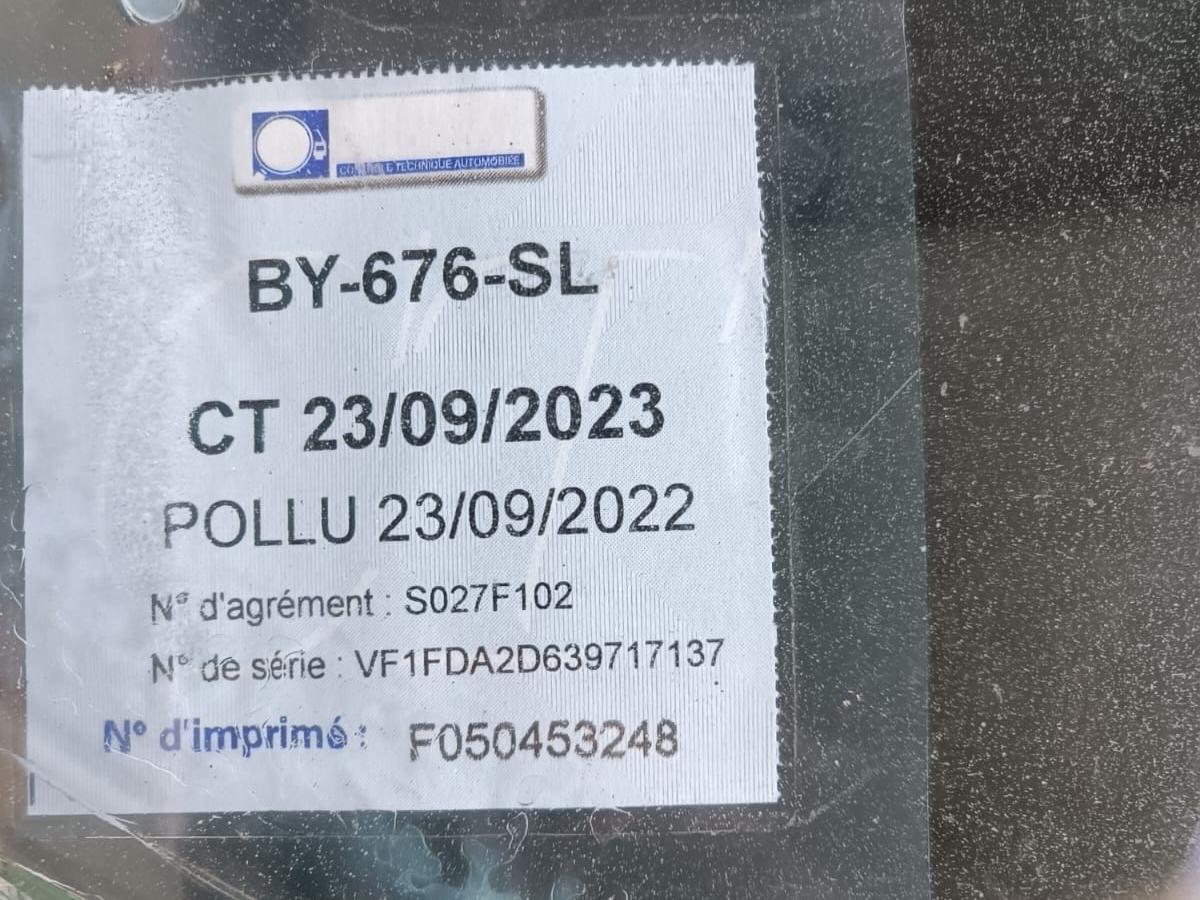 CONTRÔLE TECHNIQUE AUTOMOBILE
BY-676-SL
CT 23/09/2023
POLLU 23/09/2022
N° d'agrément : S027F102
N° de série : VF1FDA2D639717137
N° d'imprimé : F050453248